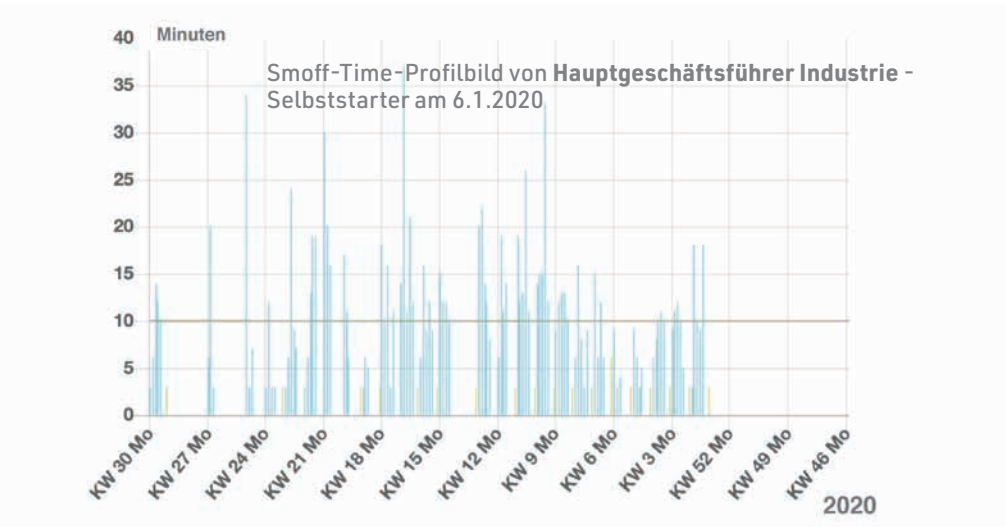 40 Minuten
Smoff-Time-Profilbild von Hauptgeschäftsführer Industrie -
35
Selbststarter am 6.1.2020
30
25
20
15
10
5
0
KW 30 Mo
KW 27 Mo
KW 24 Mo
KW 21 Mo
KW 18 Mo
KW 15 Mo
KW 12 Mo
KW 9 Mo
KW 6 Mo
KW 3 Mo
KW 52 Mo
KW 49 Mo
KW 46 Mo
2020